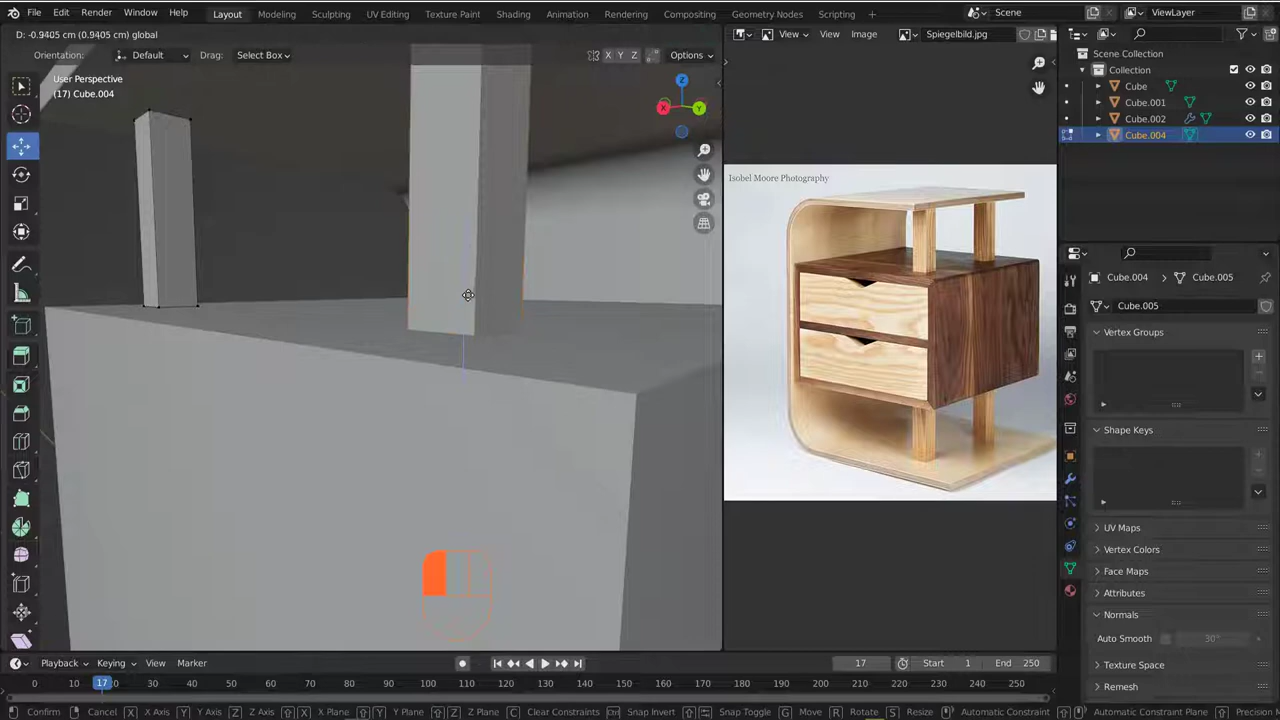 File Edit Render Window Help Layout Modeling Sculpting UV Editing Texture Paint Shading Animation Rendering Compositing Geometry Nodes Scripting Scene ViewLayer
D: -0.9405 cm (0.9405 cm) global
View View Image Spiegelbild.jpg
Orientation: Default Drag: Select Box X Y Z Options
User Perspective
(17) Cube.004
Z
X Y
Isobel Moore Photography
Scene Collection
Collection
Cube
Cube.001
Cube.002
Cube.004
Cube.004 Cube.005
Cube.005
Vertex Groups
Shape Keys
UV Maps
Vertex Colors
Face Maps
Attributes
Normals
Auto Smooth 30°
Texture Space
Remesh
Playback Keying View Marker 17 Start 1 End 250
0 10 17 30 40 50 60 70 80 90 100 110 120 130 140 150 160 170 180 190 200 210 220 230 240 250
Confirm Cancel X X Axis Y Y Axis Z Z Axis X X Plane Y Y Plane Z Z Plane C Clear Constraints Snap Invert Snap Toggle G Move R Rotate S Resize Automatic Constraint Automatic Constraint Plane Precision